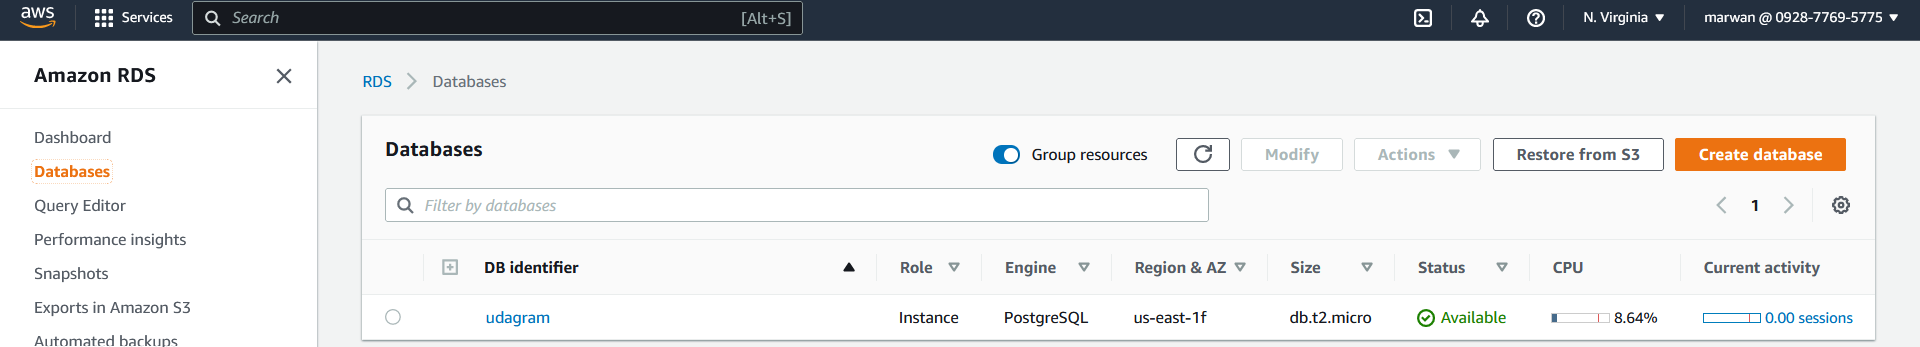 aws Services Search [Alt+S] N. Virginia marwan @ 0928-7769-5775
Amazon RDS
Dashboard
Databases
Query Editor
Performance insights
Snapshots
Exports in Amazon S3
Automated backups
RDS Databases
Databases Group resources Modify Actions Restore from S3 Create database
Filter by databases 1
DB identifier Role Engine Region & AZ Size Status CPU Current activity
udagram Instance PostgreSQL us-east-1f db.t2.micro Available 8.64% 0.00 sessions